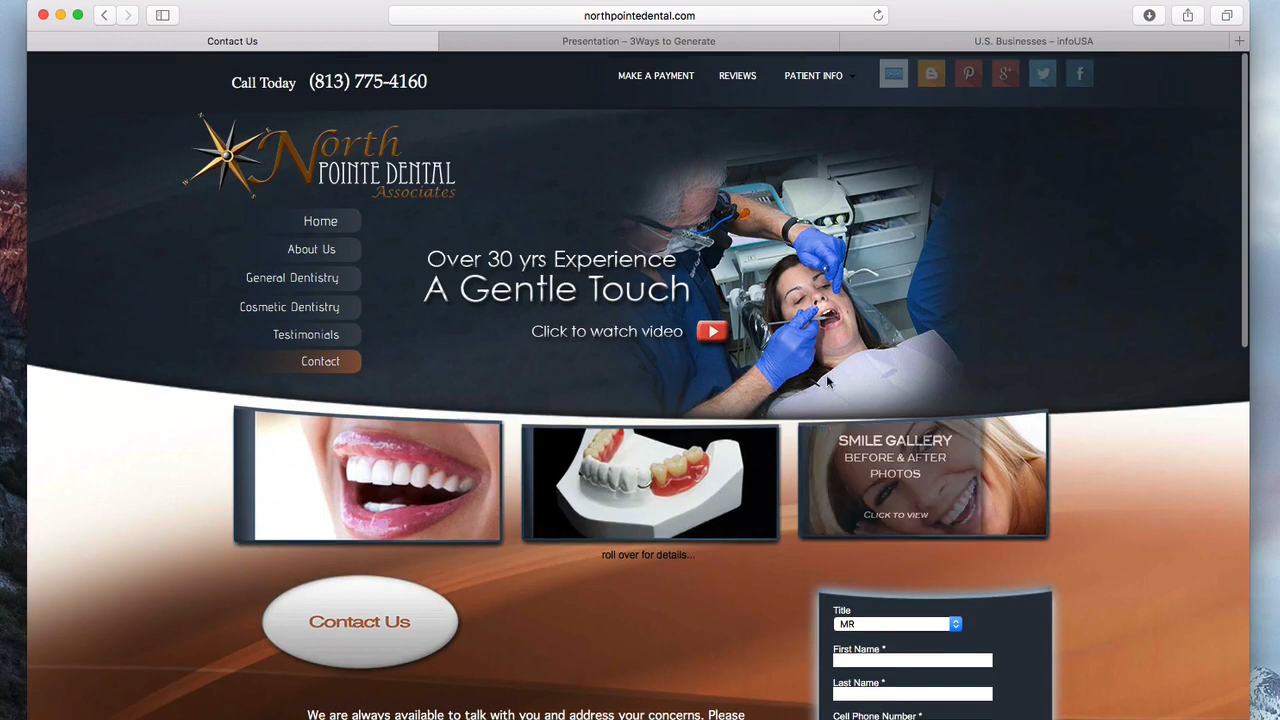 northpointedental.com
Contact Us
Presentation – 3Ways to Generate
U.S. Businesses – infoUSA
Call Today (813) 775-4160
MAKE A PAYMENT
REVIEWS
PATIENT INFO
North
POINTE DENTAL
Associates
Home
About Us
General Dentistry
Cosmetic Dentistry
Testimonials
Contact
Over 30 yrs Experience
A Gentle Touch
Click to watch video
SMILE GALLERY
BEFORE & AFTER
PHOTOS
CLICK TO VIEW
roll over for details...
Contact Us
Title
MR
First Name *
Last Name *
Cell Phone Number *
We are always available to talk with you and address your concerns. Please